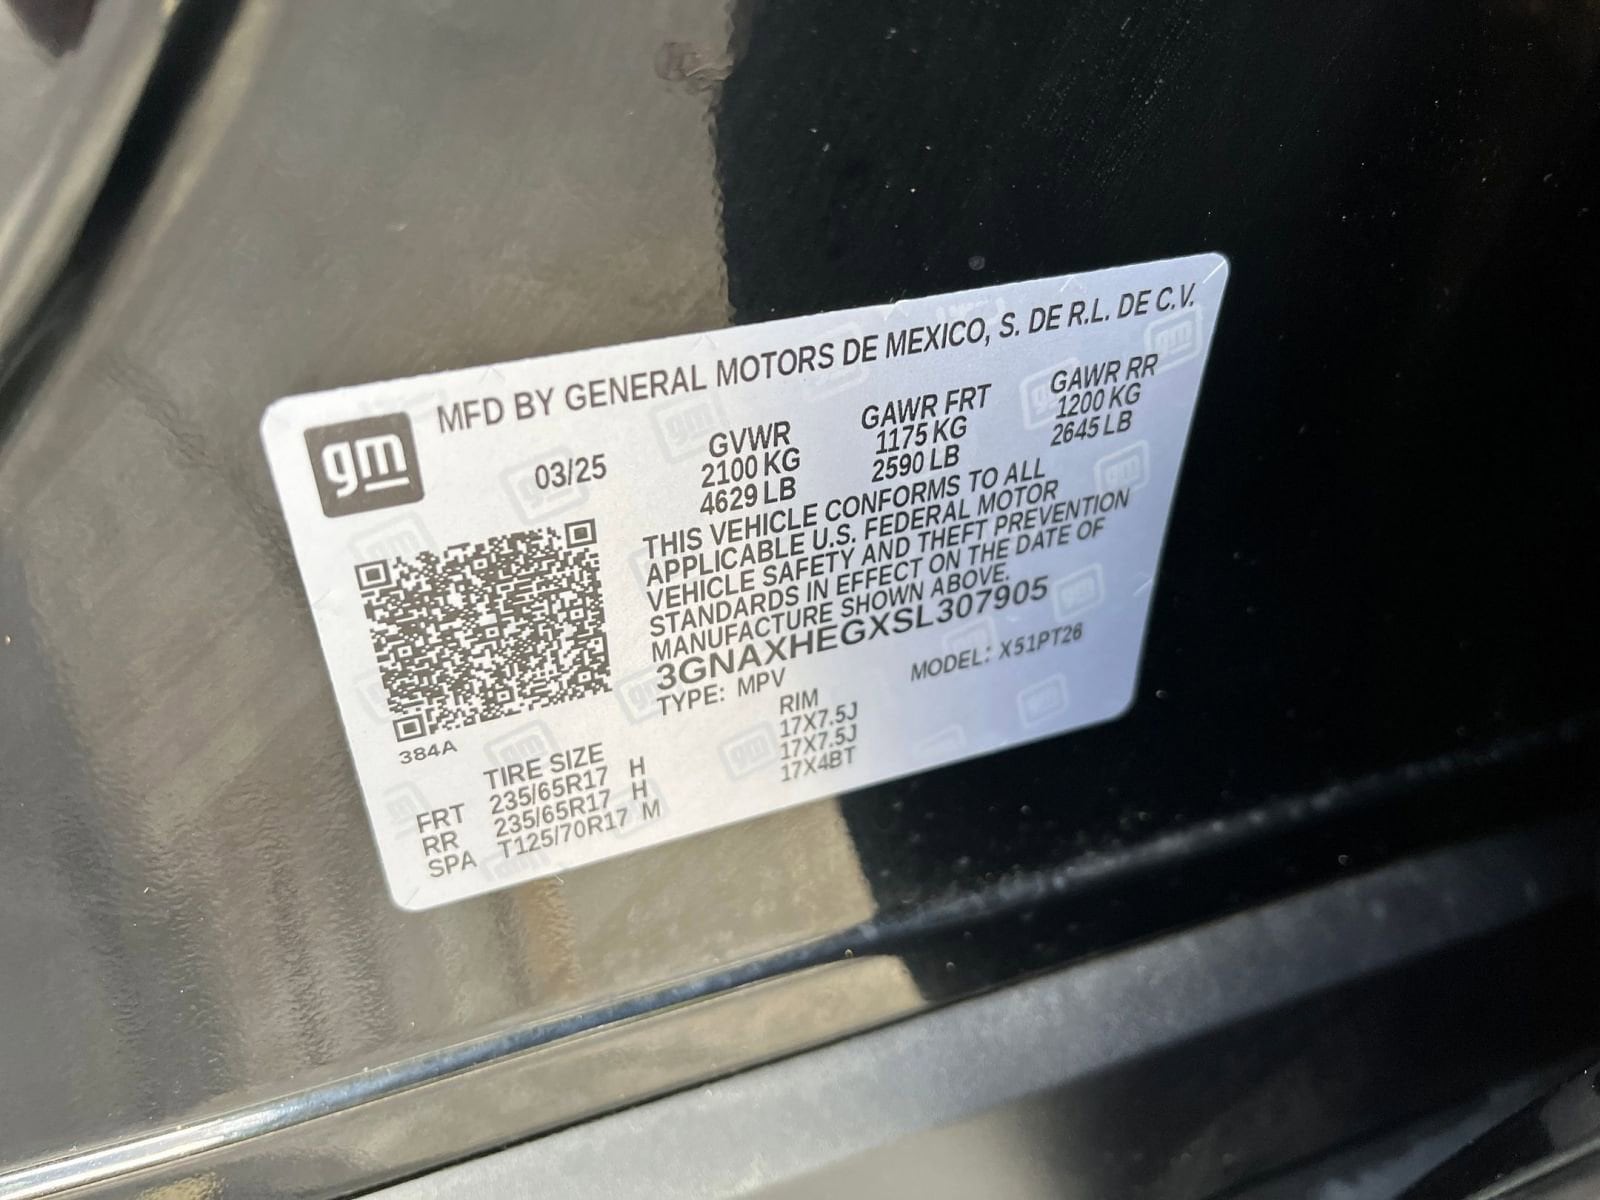 gm
MFD BY GENERAL MOTORS DE MEXICO, S. DE R.L. DE C.V.
03/25
GVWR GAWR FRT GAWR RR
2100 KG 1175 KG 1200 KG
4629 LB 2590 LB 2645 LB
THIS VEHICLE CONFORMS TO ALL
APPLICABLE U.S. FEDERAL MOTOR
VEHICLE SAFETY AND THEFT PREVENTION
STANDARDS IN EFFECT ON THE DATE OF
MANUFACTURE SHOWN ABOVE.
3GNAXHEGXSL307905
TYPE: MPV MODEL: X51PT26
384A
TIRE SIZE RIM
FRT 235/65R17 H 17X7.5J
RR 235/65R17 H 17X7.5J
SPA T125/70R17 M 17X4BT